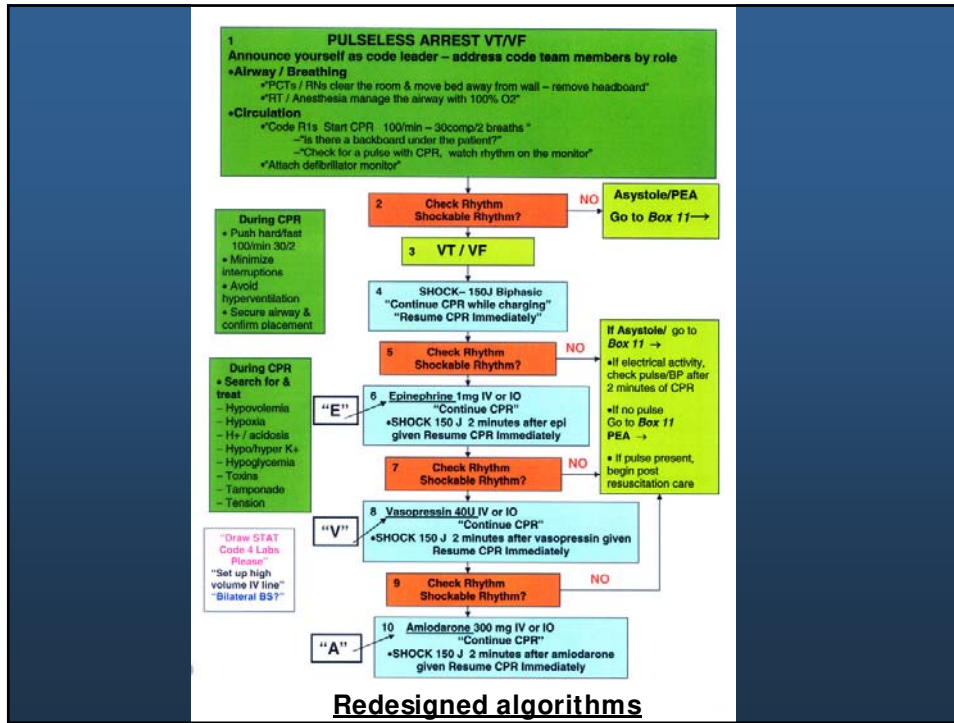 1 PULSELESS ARREST VT/VF
Announce yourself as code leader – address code team members by role
•Airway / Breathing
•"PCTs / RNs clear the room & move bed away from wall – remove headboard"
•"RT / Anesthesia manage the airway with 100% O2"
•Circulation
•"Code R1s Start CPR 100/min – 30comp/2 breaths "
–"Is there a backboard under the patient?"
–"Check for a pulse with CPR, watch rhythm on the monitor"
•"Attach defibrillator monitor"
2 Check Rhythm
Shockable Rhythm?
NO
Asystole/PEA
Go to Box 11→
During CPR
• Push hard/fast
100/min 30/2
• Minimize
interruptions
• Avoid
hyperventilation
• Secure airway &
confirm placement
3 VT / VF
4 SHOCK– 150J Biphasic
"Continue CPR while charging"
"Resume CPR Immediately"
5 Check Rhythm
Shockable Rhythm?
NO
If Asystole/ go to
Box 11 →
•If electrical activity,
check pulse/BP after
2 minutes of CPR
•If no pulse
Go to Box 11
PEA →
• If pulse present,
begin post
resuscitation care
During CPR
• Search for &
treat
– Hypovolemia
– Hypoxia
– H+ / acidosis
– Hypo/hyper K+
– Hypoglycemia
– Toxins
– Tamponade
– Tension
"E"
6 Epinephrine 1mg IV or IO
"Continue CPR"
•SHOCK 150 J 2 minutes after epi
given Resume CPR Immediately
7 Check Rhythm
Shockable Rhythm?
NO
"V"
8 Vasopressin 40U IV or IO
"Continue CPR"
•SHOCK 150 J 2 minutes after vasopressin given
Resume CPR Immediately
"Draw STAT
Code 4 Labs
Please"
"Set up high
volume IV line"
"Bilateral BS?"
9 Check Rhythm
Shockable Rhythm?
NO
"A"
10 Amiodarone 300 mg IV or IO
"Continue CPR"
•SHOCK 150 J 2 minutes after amiodarone
given Resume CPR Immediately
Redesigned algorithms